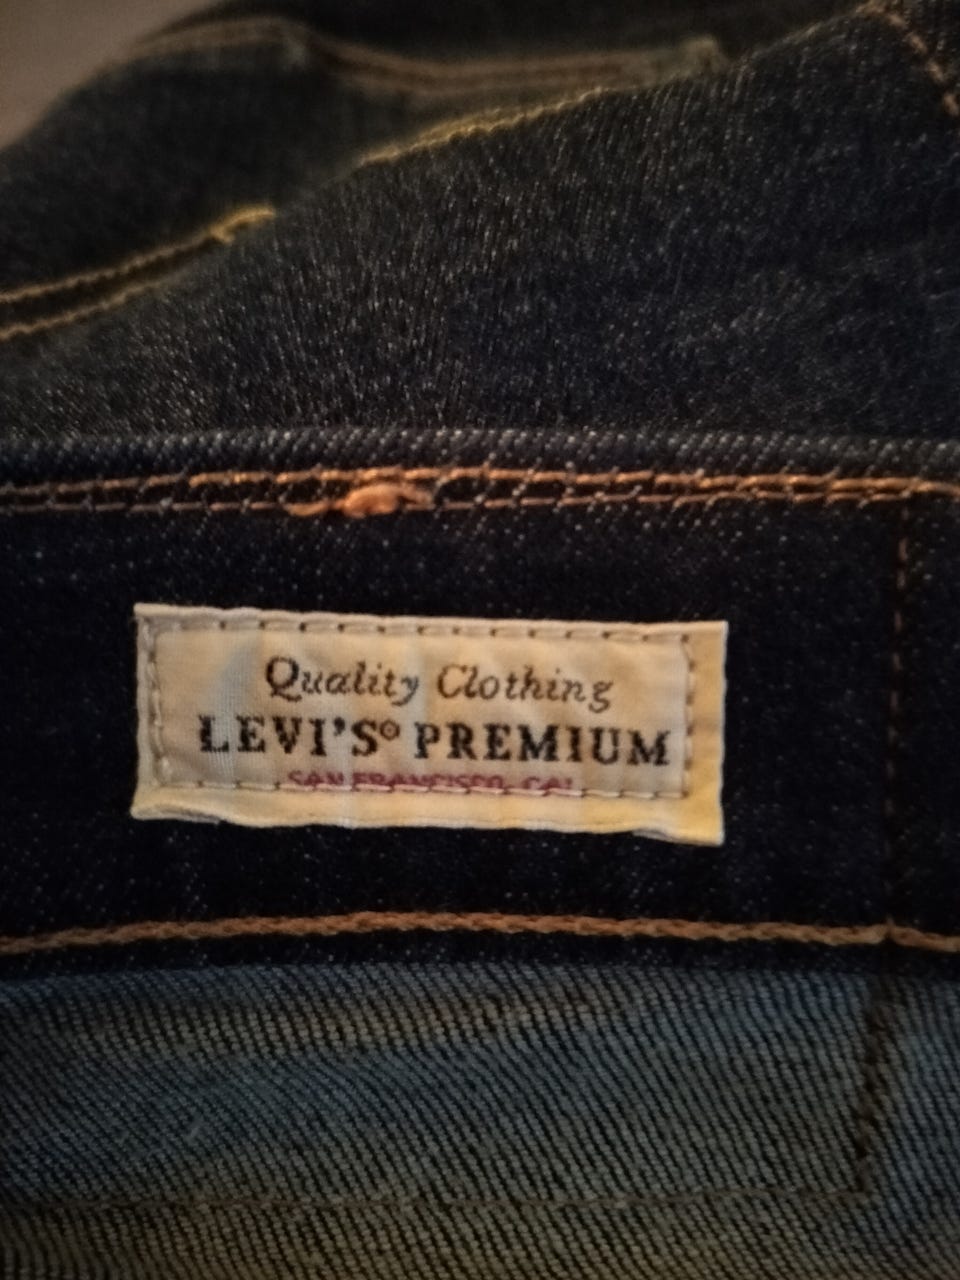 Quality Clothing
LEVI'S® PREMIUM
SAN FRANCISCO, CAL